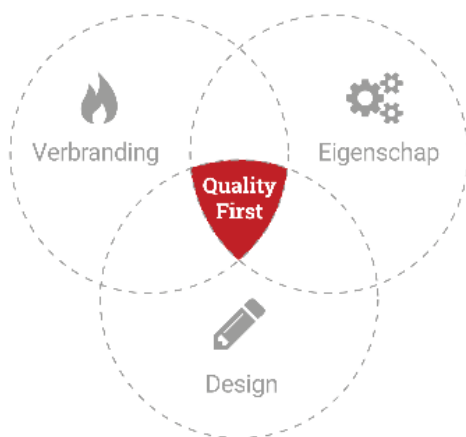 Verbranding
Eigenschap
Quality
First
Design